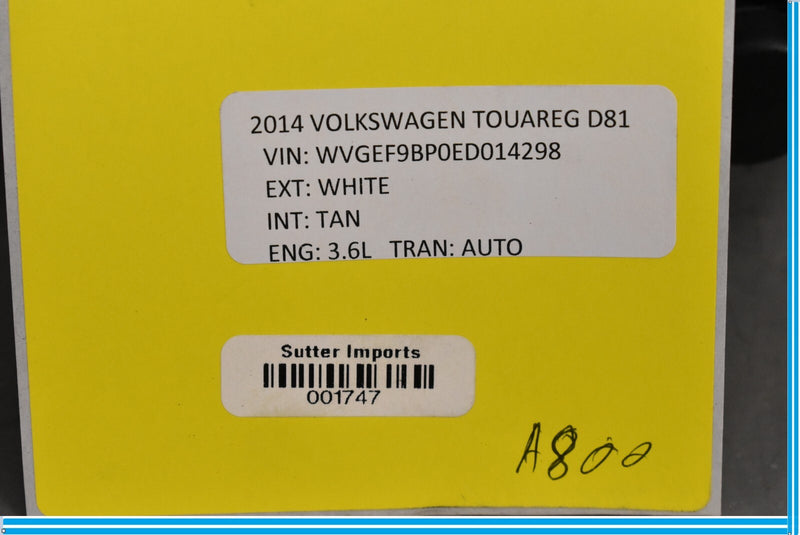 2014 VOLKSWAGEN TOUAREG D81
VIN: WVGEF9BP0ED014298
EXT: WHITE
INT: TAN
ENG: 3.6L TRAN: AUTO
Sutter Imports
001747
A800